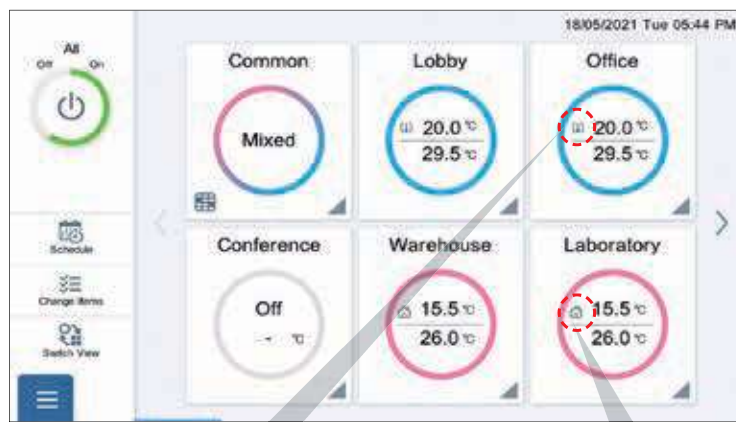 18/05/2021 Tue 05:44 PM
All
Off On
Schedule
Change Items
Switch View
Common
Mixed
Lobby
20.0 ℃
29.5 ℃
Office
20.0 ℃
29.5 ℃
Conference
Off
- ℃
Warehouse
15.5 ℃
26.0 ℃
Laboratory
15.5 ℃
26.0 ℃